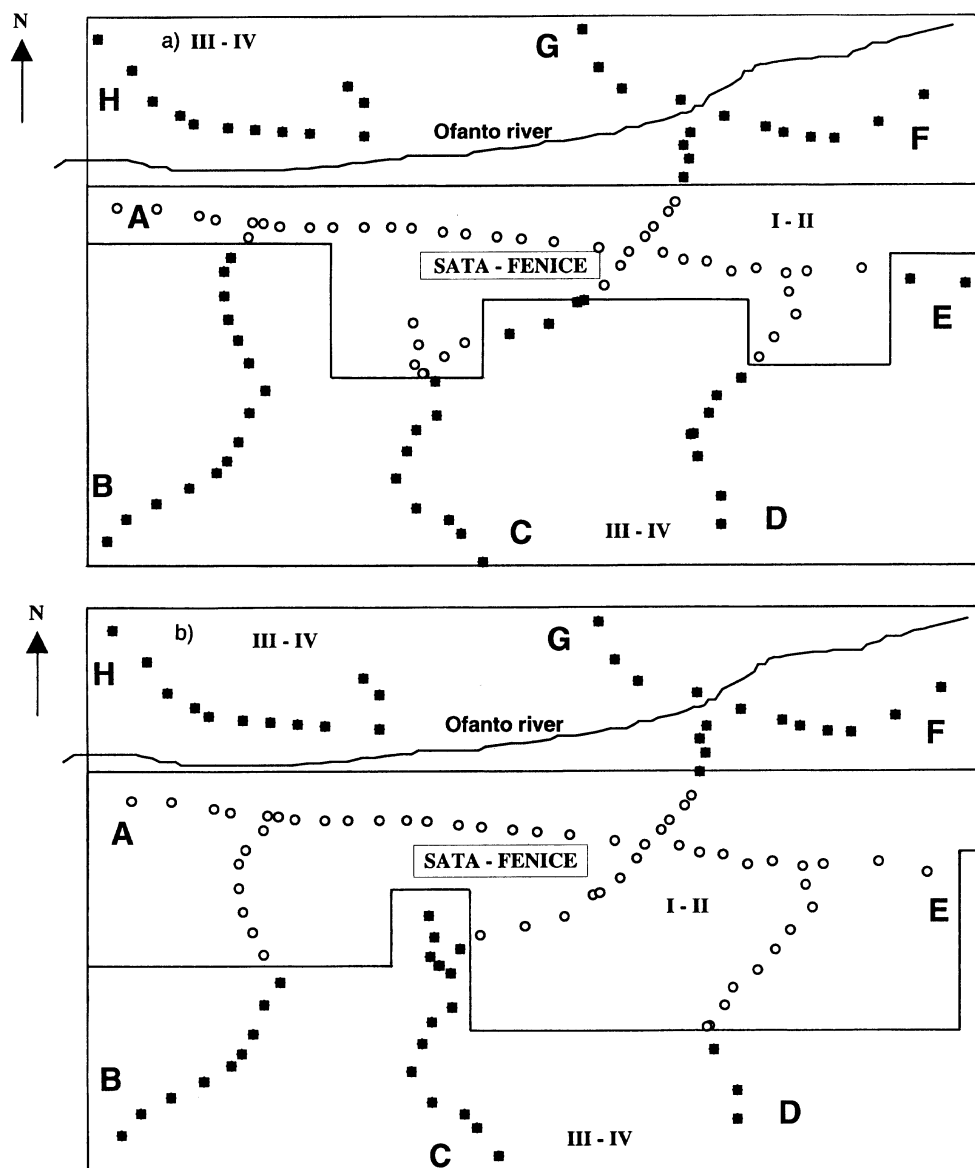 N
a) III - IV
G
H
Ofanto river
F
A
I - II
SATA - FENICE
E
B
C
III - IV
D
N
b)
III - IV
G
H
Ofanto river
F
A
SATA - FENICE
I - II
E
B
D
C
III - IV